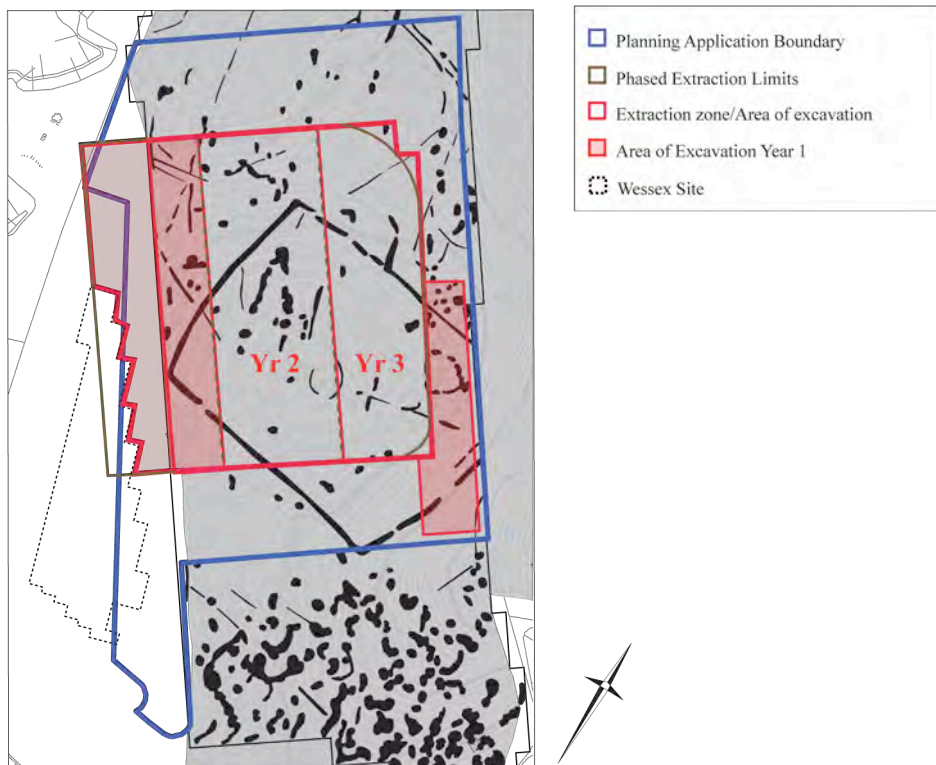 Planning Application Boundary
Phased Extraction Limits
Extraction zone/Area of excavation
Area of Excavation Year 1
Wessex Site
Yr 2
Yr 3